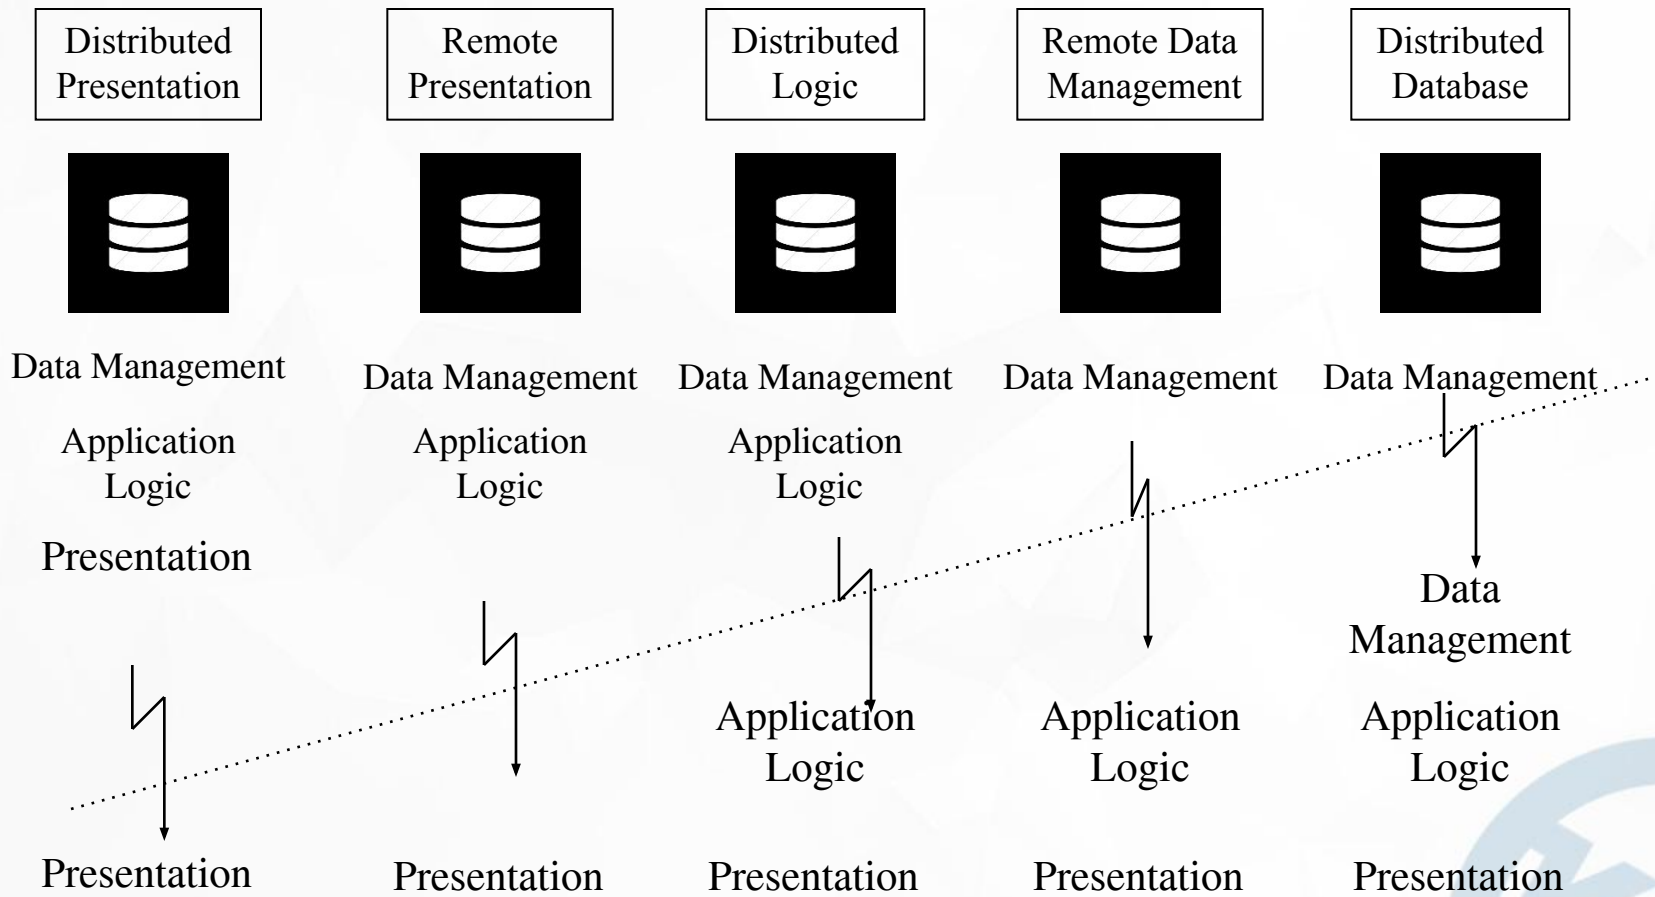 Distributed
Presentation
Remote
Presentation
Distributed
Logic
Remote Data
Management
Distributed
Database
Data Management
Data Management
Data Management
Data Management
Data Management
Application
Logic
Application
Logic
Application
Logic
Presentation
Data
Management
Application
Logic
Application
Logic
Application
Logic
Presentation
Presentation
Presentation
Presentation
Presentation